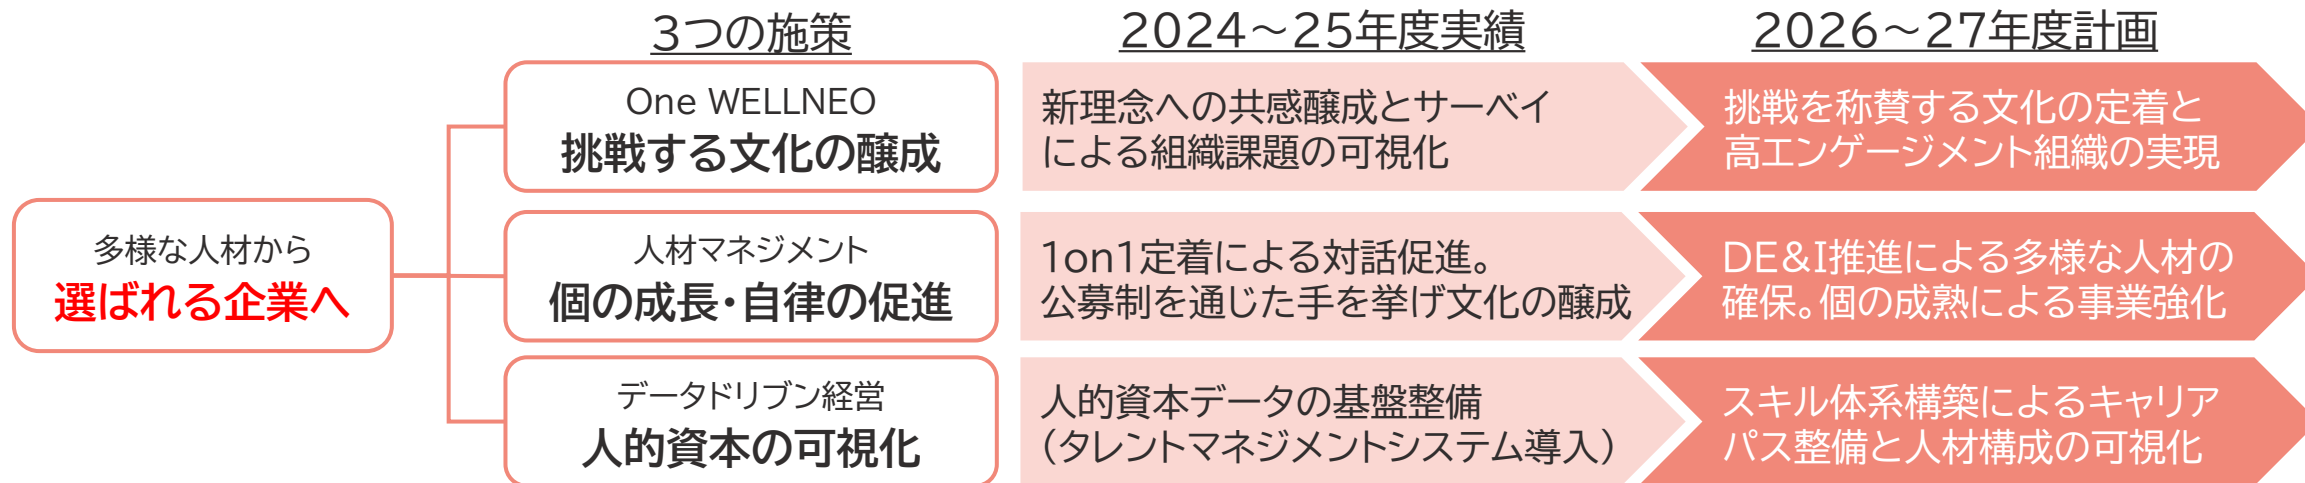 3つの施策
2024～25年度実績
2026～27年度計画
多様な人材から
選ばれる企業へ
One WELLNEO
挑戦する文化の醸成
新理念への共感醸成とサーベイ
による組織課題の可視化
挑戦を称賛する文化の定着と
高エンゲージメント組織の実現
人材マネジメント
個の成長・自律の促進
1on1定着による対話促進。
公募制を通じた手を挙げ文化の醸成
DE&I推進による多様な人材の
確保。個の成熟による事業強化
データドリブン経営
人的資本の可視化
人的資本データの基盤整備
（タレントマネジメントシステム導入）
スキル体系構築によるキャリア
パス整備と人材構成の可視化